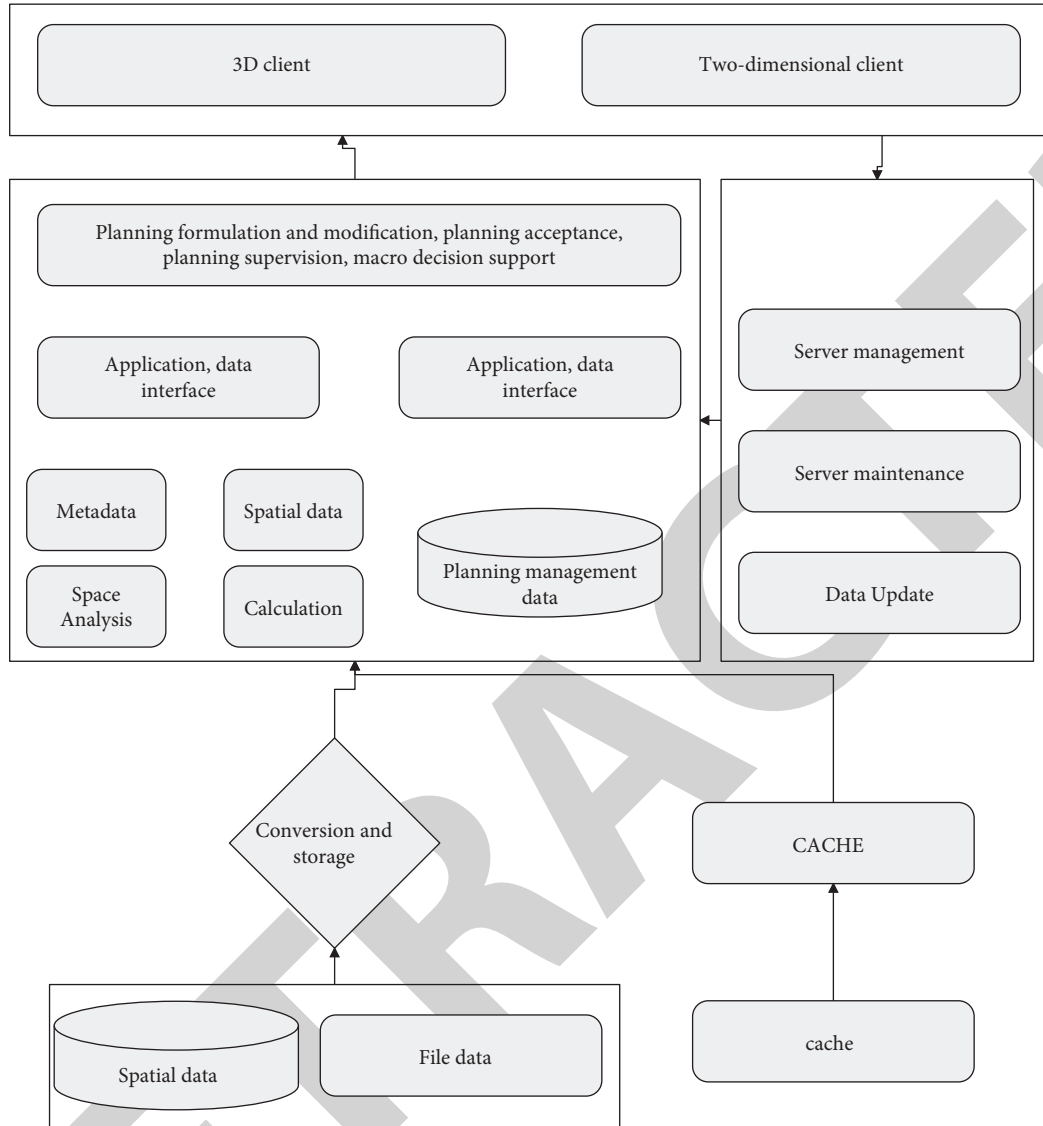 3D client
Two-dimensional client
Planning formulation and modification, planning acceptance,
planning supervision, macro decision support
Application, data
interface
Application, data
interface
Server management
Server maintenance
Data Update
Metadata
Spatial data
Space
Analysis
Calculation
Planning management
data
Conversion and
storage
CACHE
cache
Spatial data
File data